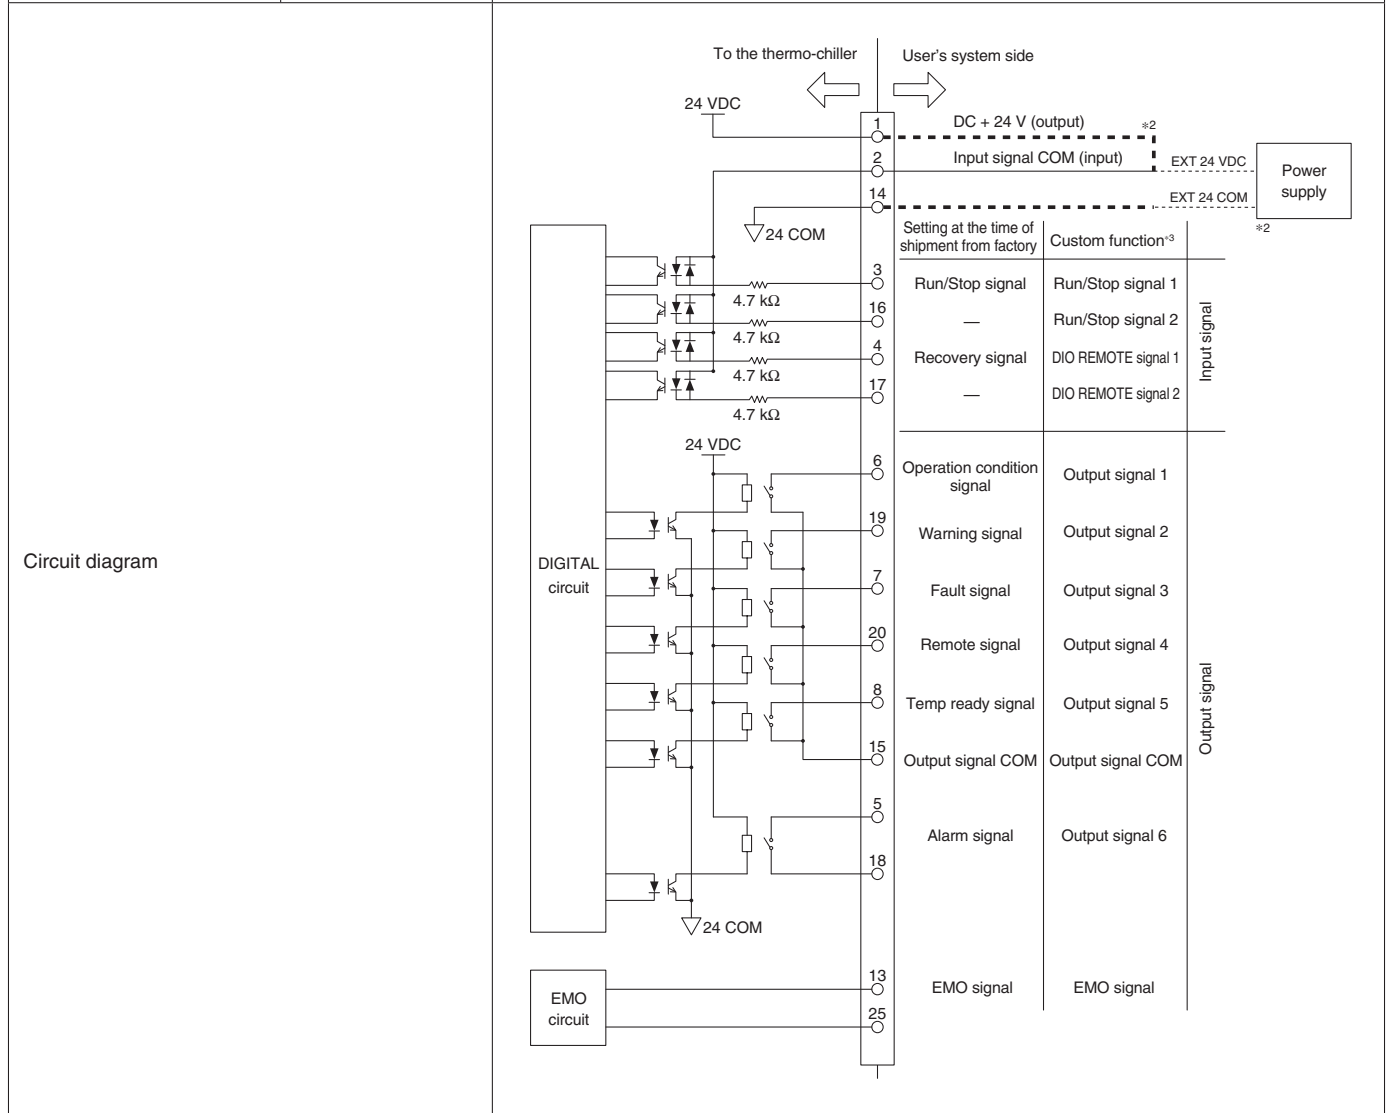 To the thermo-chiller
User's system side
24 VDC
1
DC + 24 V (output)
*2
2
Input signal COM (input)
EXT 24 VDC
Power
supply
14
EXT 24 COM
*2
24 COM
Setting at the time of
shipment from factory
Custom function*3
3
4.7 kΩ
Run/Stop signal
Run/Stop signal 1
16
4.7 kΩ
—
Run/Stop signal 2
4
4.7 kΩ
Recovery signal
DIO REMOTE signal 1
17
4.7 kΩ
—
DIO REMOTE signal 2
Input signal
24 VDC
6
Operation condition
signal
Output signal 1
19
Warning signal
Output signal 2
Circuit diagram
DIGITAL
circuit
7
Fault signal
Output signal 3
20
Remote signal
Output signal 4
8
Temp ready signal
Output signal 5
15
Output signal COM
Output signal COM
Output signal
5
Alarm signal
Output signal 6
18
24 COM
EMO
circuit
13
EMO signal
EMO signal
25